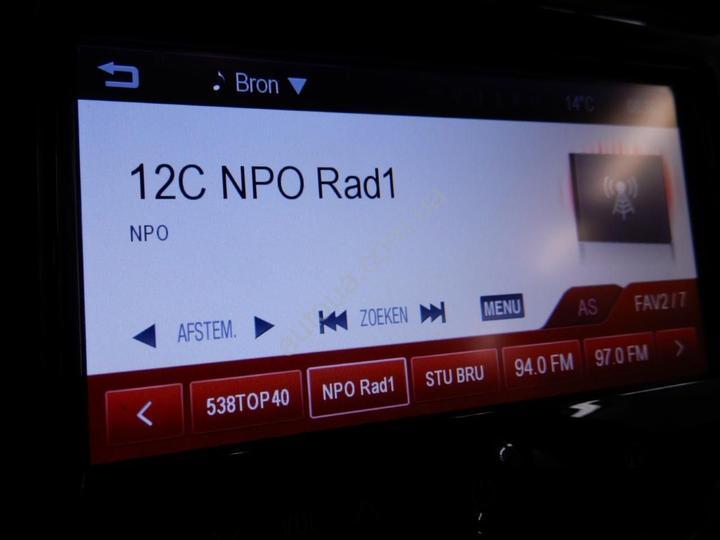 Bron
14°C
12C NPO Rad1
NPO
AFSTEM. ZOEKEN MENU AS FAV2/7
538TOP40 NPO Rad1 STU BRU 94.0 FM 97.0 FM